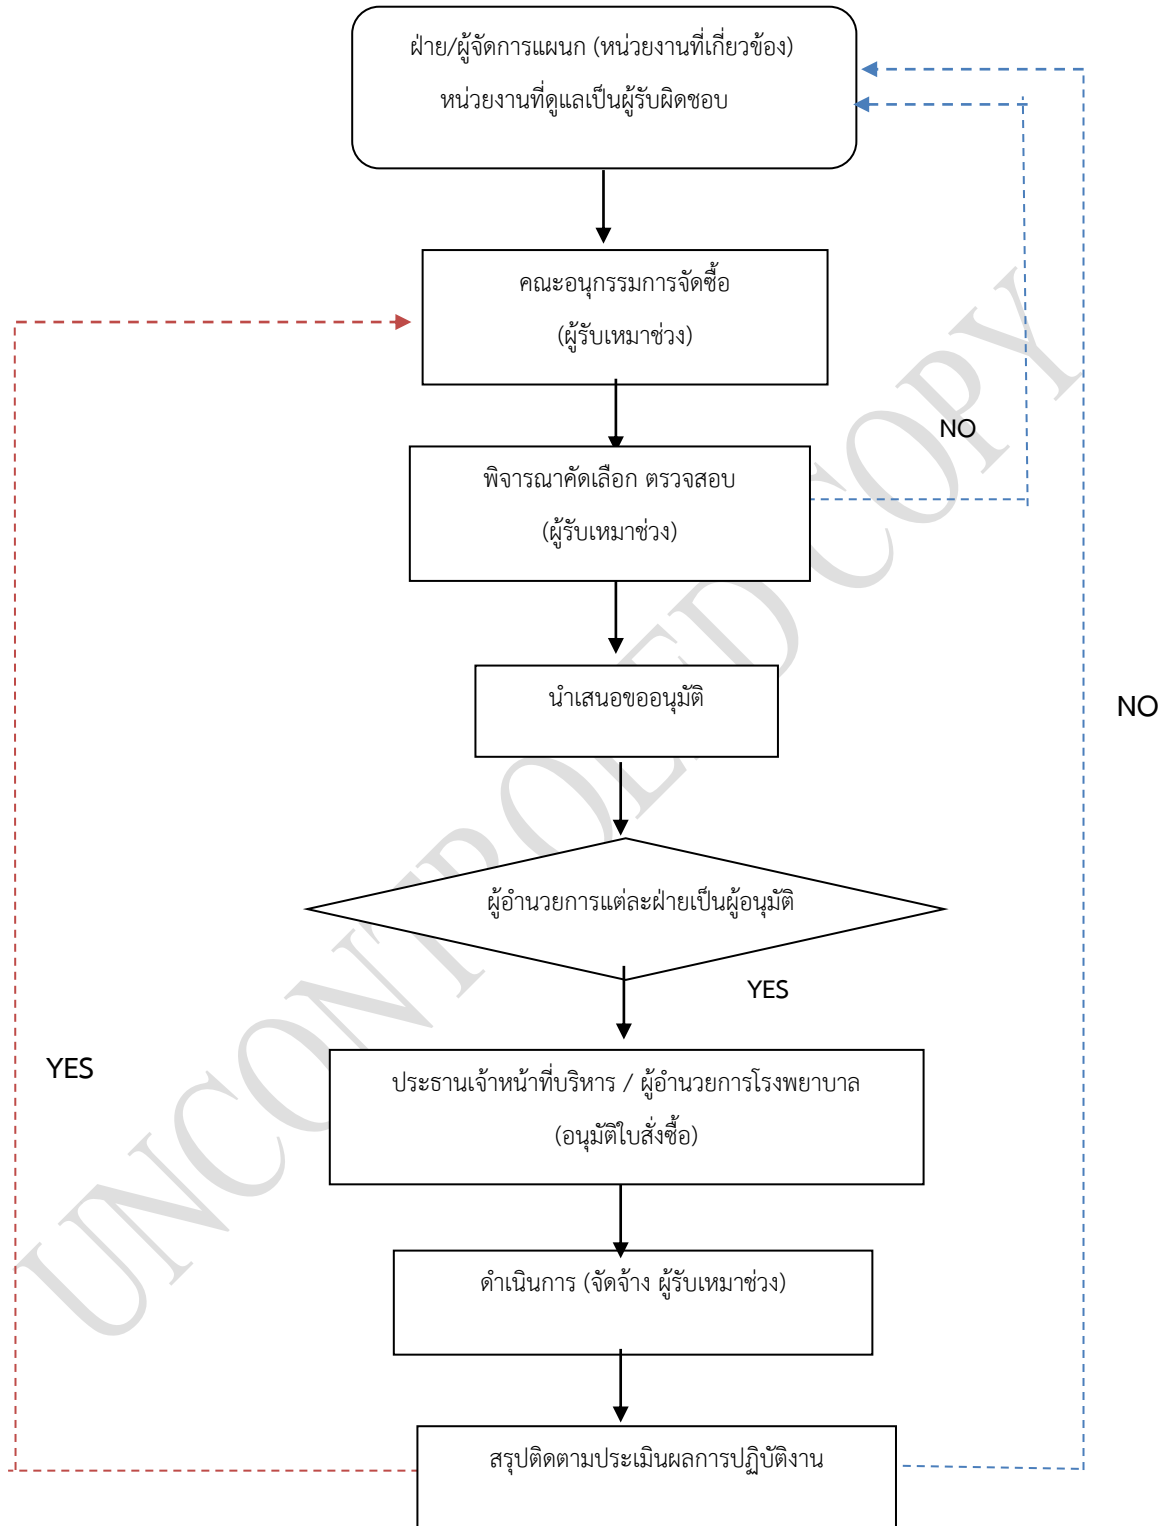 ฝ่าย/ผู้จัดการแผนก (หน่วยงานที่เกี่ยวข้อง)
หน่วยงานที่ดูแลเป็นผู้รับผิดชอบ
คณะอนุกรรมการจัดซื้อ
(ผู้รับเหมาช่วง)
NO
พิจารณาคัดเลือก ตรวจสอบ
(ผู้รับเหมาช่วง)
นำเสนอขออนุมัติ
NO
ผู้อำนวยการแต่ละฝ่ายเป็นผู้อนุมัติ
YES
YES
ประธานเจ้าหน้าที่บริหาร / ผู้อำนวยการโรงพยาบาล
(อนุมัติใบสั่งซื้อ)
ดำเนินการ (จัดจ้าง ผู้รับเหมาช่วง)
สรุปติดตามประเมินผลการปฏิบัติงาน
UNCONTROLED COPY